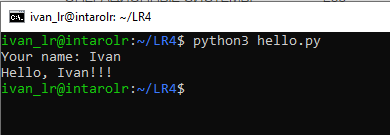 ivan_lr@intarolr: ~/LR4
ivan_lr@intarolr:~/LR4$ python3 hello.py
Your name: Ivan
Hello, Ivan!!!
ivan_lr@intarolr:~/LR4$